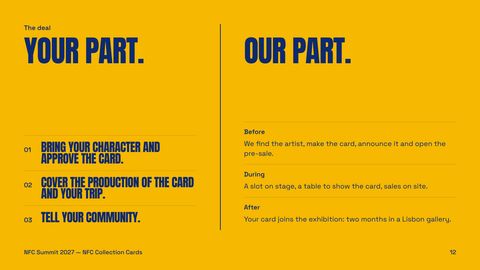 The deal
YOUR PART.
01 BRING YOUR CHARACTER AND
APPROVE THE CARD.
02 COVER THE PRODUCTION OF THE CARD
AND YOUR TRIP.
03 TELL YOUR COMMUNITY.
OUR PART.
Before
We find the artist, make the card, announce it and open the
pre-sale.
During
A slot on stage, a table to show the card, sales on site.
After
Your card joins the exhibition: two months in a Lisbon gallery.
NFC Summit 2027 — NFC Collection Cards
12